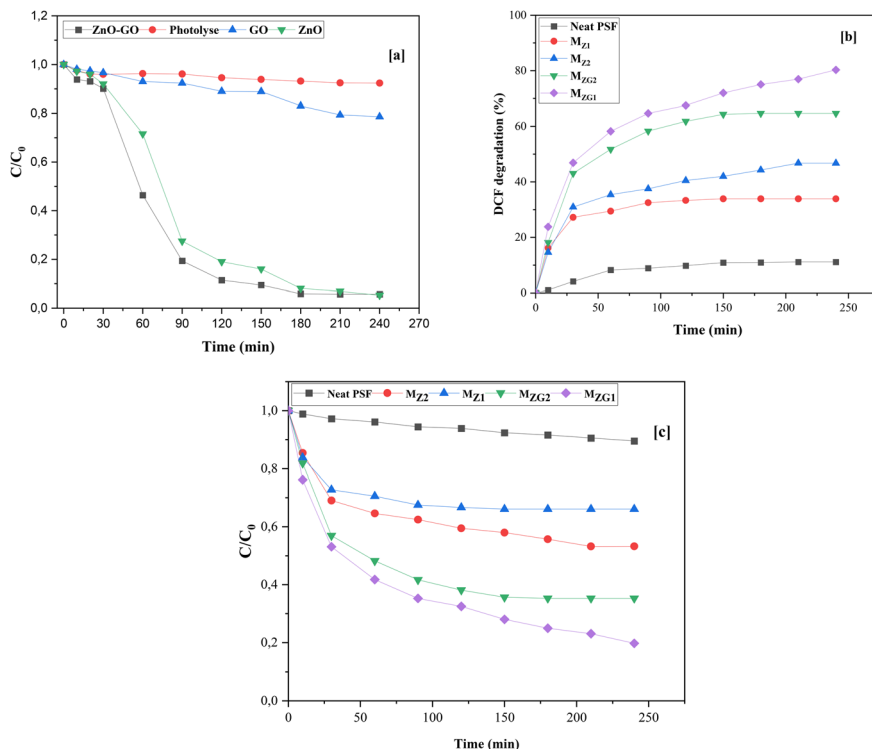 ZnO-GO Photolyse GO ZnO
[a]
C/C0
1,0
0,8
0,6
0,4
0,2
0,0
0 30 60 90 120 150 180 210 240 270
Time (min)
Neat PSF
MZ1
MZ2
MZG2
MZG1
[b]
DCF degradation (%)
100
80
60
40
20
0
0 50 100 150 200 250
Time (min)
Neat PSF MZ2 MZ1 MZG2 MZG1
[c]
C/C0
1,0
0,8
0,6
0,4
0,2
0,0
0 50 100 150 200 250
Time (min)